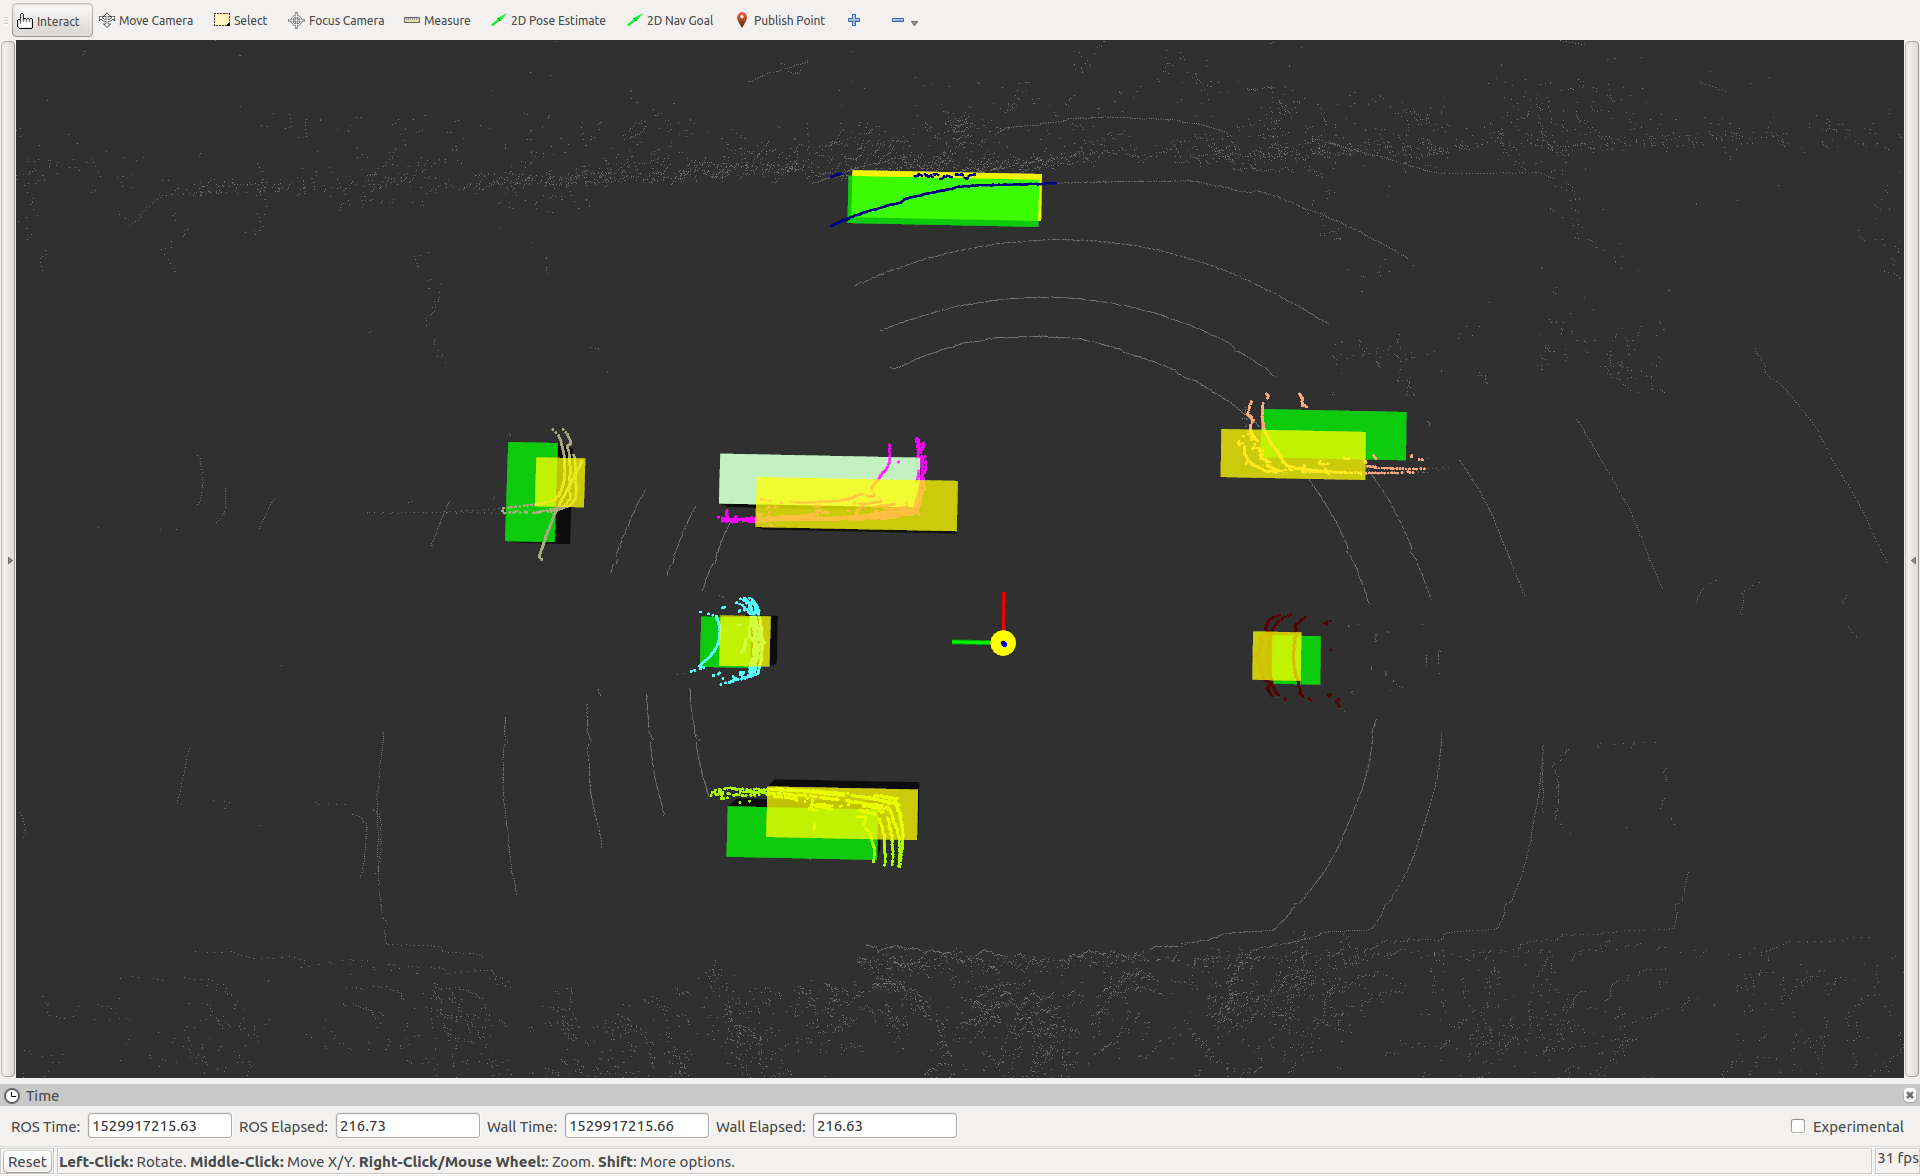 Interact Move Camera Select Focus Camera Measure 2D Pose Estimate 2D Nav Goal Publish Point
Time
ROS Time: 1529917215.63 ROS Elapsed: 216.73 Wall Time: 1529917215.66 Wall Elapsed: 216.63 Experimental
Reset Left-Click: Rotate. Middle-Click: Move X/Y. Right-Click/Mouse Wheel:: Zoom. Shift: More options. 31 fps